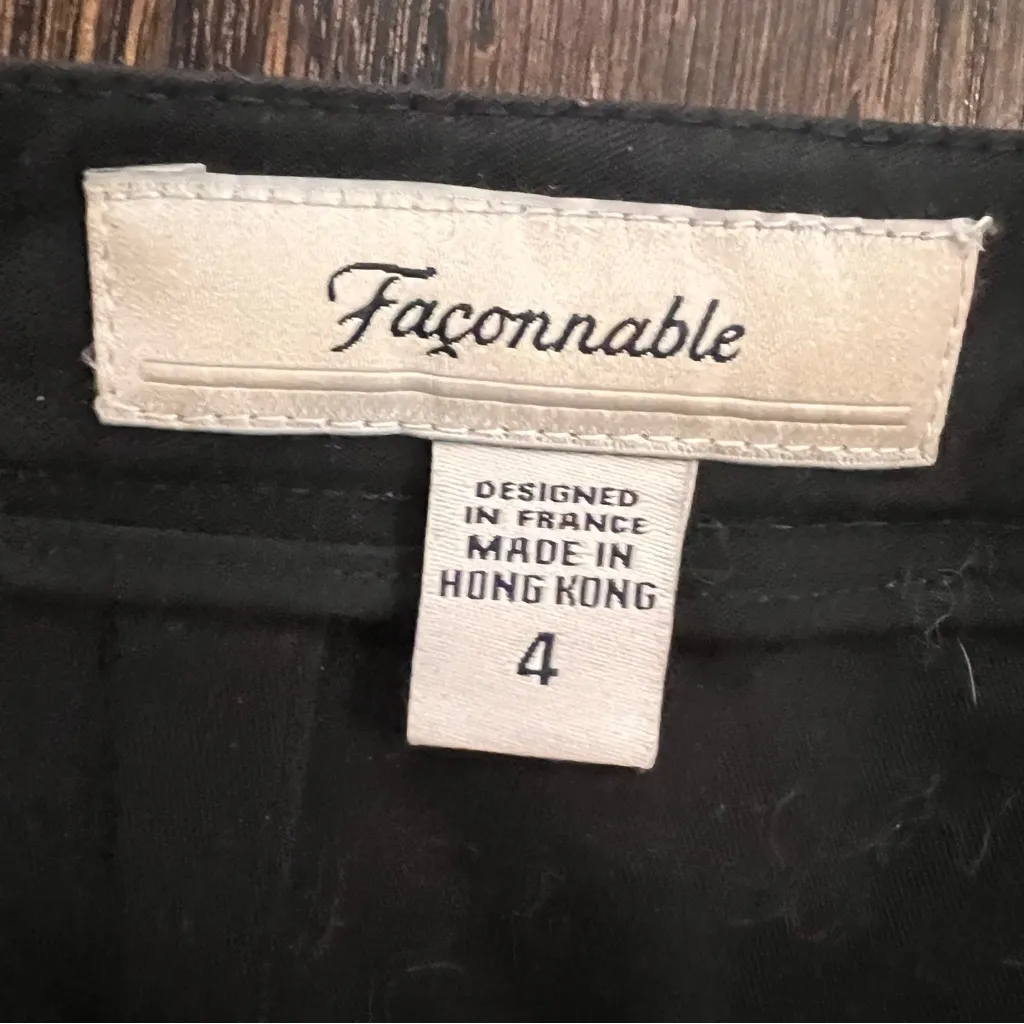 Façonnable
DESIGNED
IN FRANCE
MADE IN
HONG KONG
4